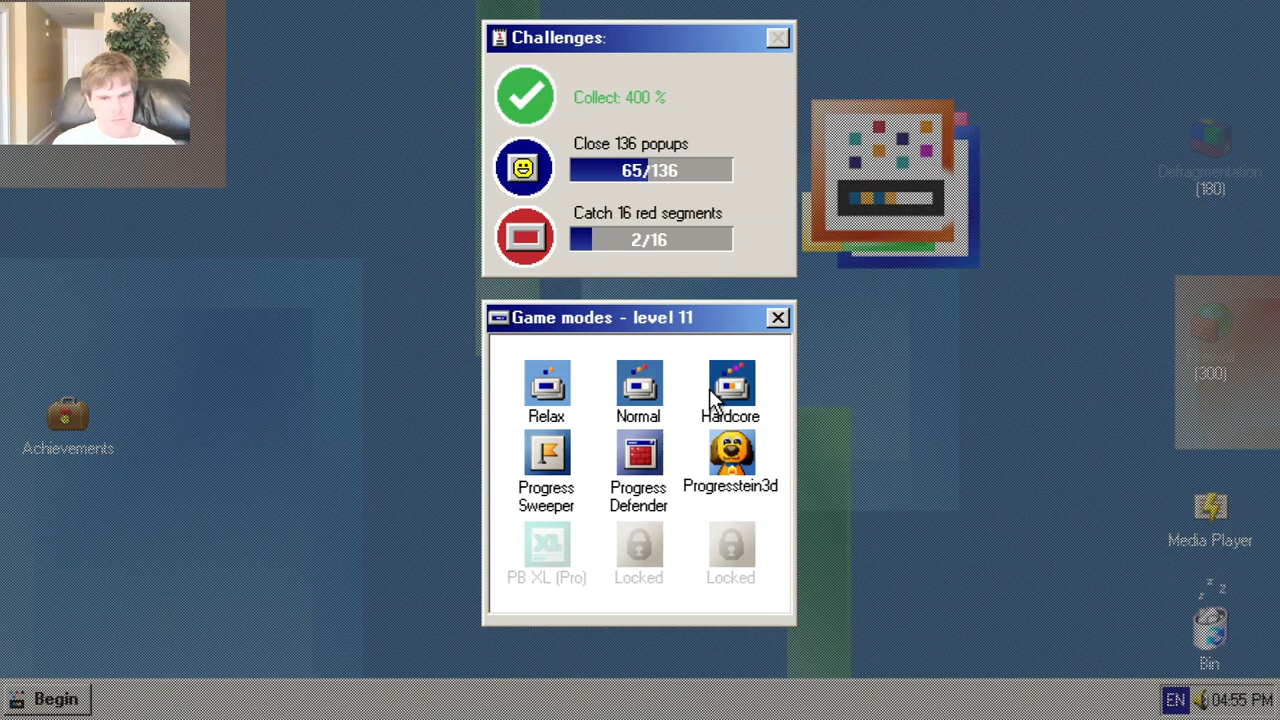 Challenges:
Collect: 400 %
Close 136 popups
65/136
Catch 16 red segments
2/16
(180)
Game modes - level 11
Relax
Normal
Hardcore
(300)
Achievements
Progress
Sweeper
Progress
Defender
Progresstein3d
Media Player
XL
PB XL (Pro)
Locked
Locked
z z
Bin
Begin
EN
04:55 PM